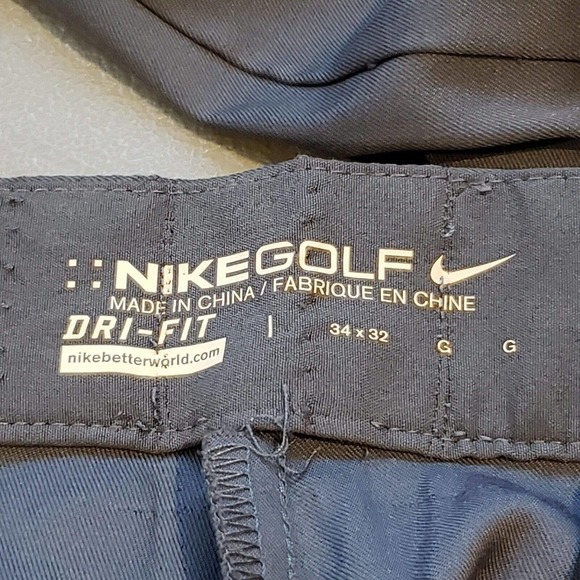 NIKEGOLF
MADE IN CHINA / FABRIQUE EN CHINE
DRI-FIT | 34 x 32 G G
nikebetterworld.com